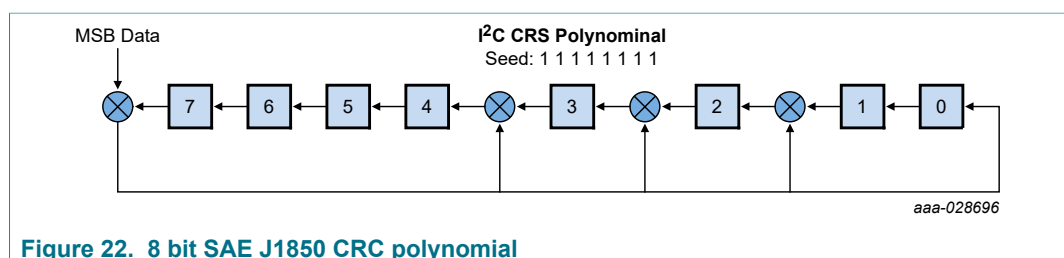 MSB Data
I²C CRS Polynominal
Seed: 1 1 1 1 1 1 1 1
7 6 5 4 3 2 1 0
aaa-028696
Figure 22. 8 bit SAE J1850 CRC polynomial